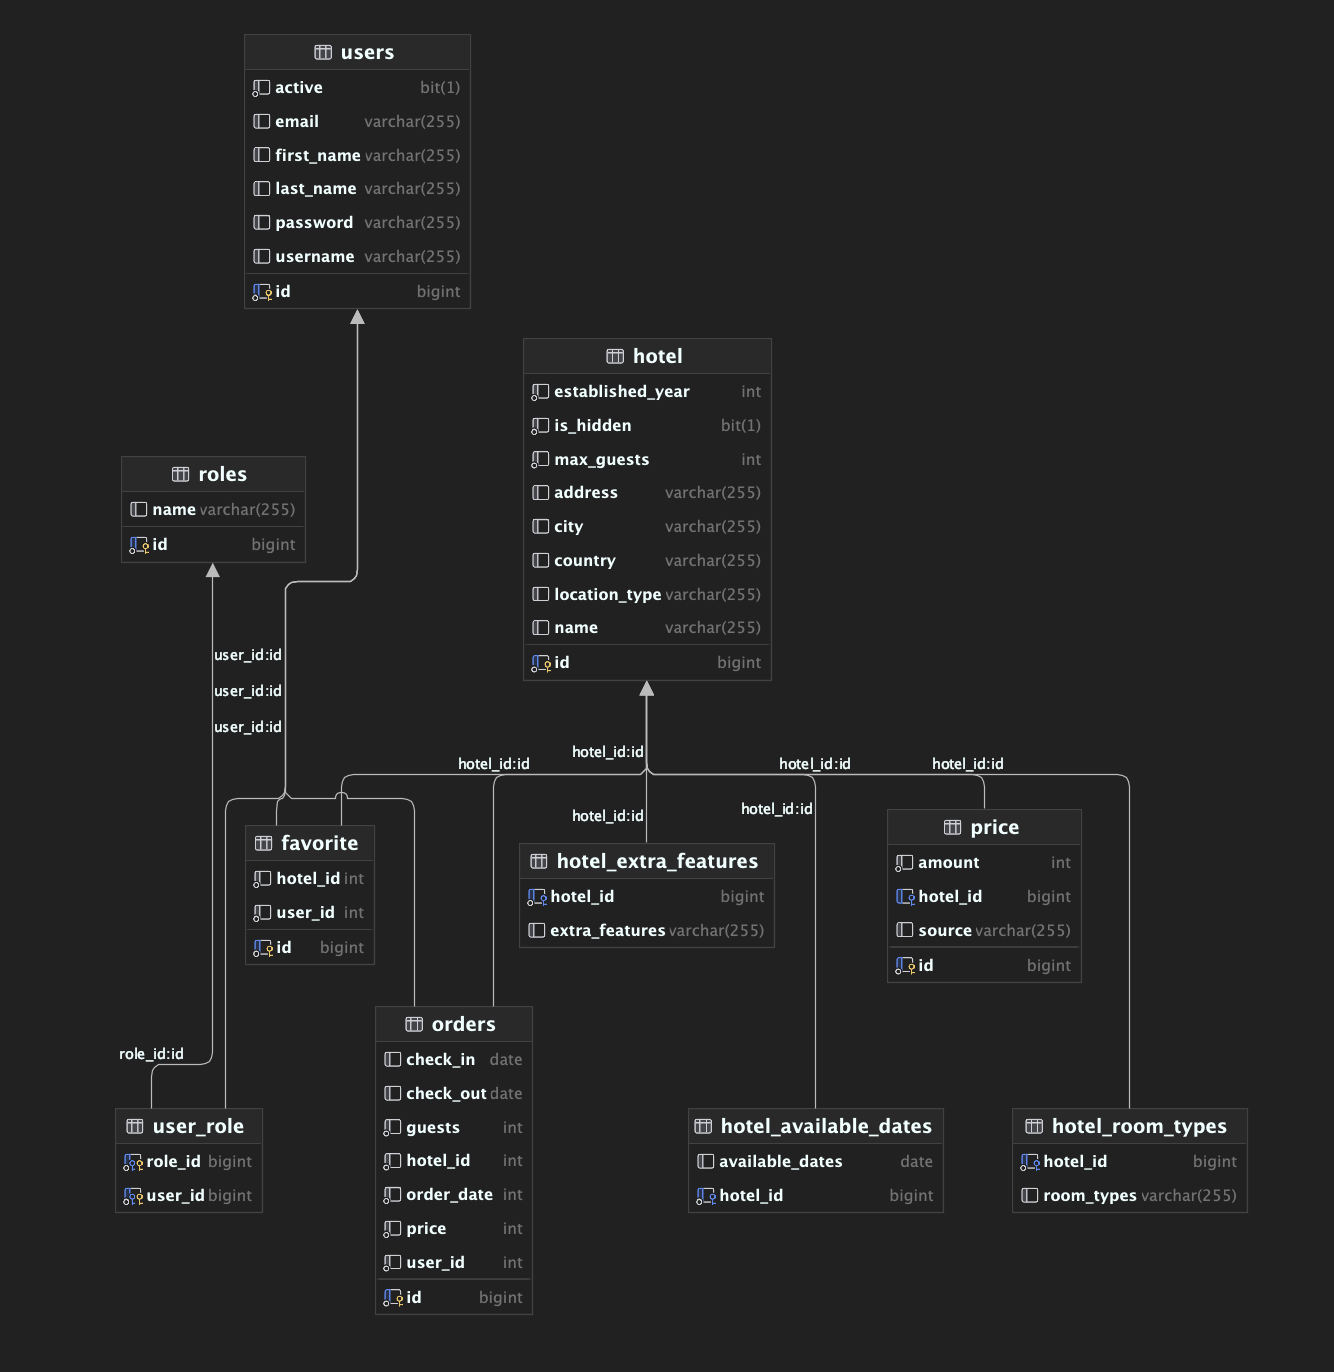 users
active bit(1)
email varchar(255)
first_name varchar(255)
last_name varchar(255)
password varchar(255)
username varchar(255)
id bigint
hotel
established_year int
is_hidden bit(1)
max_guests int
address varchar(255)
city varchar(255)
country varchar(255)
location_type varchar(255)
name varchar(255)
id bigint
roles
name varchar(255)
id bigint
user_id:id
user_id:id
user_id:id
hotel_id:id
hotel_id:id
hotel_id:id
hotel_id:id
hotel_id:id
hotel_id:id
favorite
hotel_id int
user_id int
id bigint
hotel_extra_features
hotel_id bigint
extra_features varchar(255)
price
amount int
hotel_id bigint
source varchar(255)
id bigint
role_id:id
orders
check_in date
check_out date
guests int
hotel_id int
order_date int
price int
user_id int
id bigint
user_role
role_id bigint
user_id bigint
hotel_available_dates
available_dates date
hotel_id bigint
hotel_room_types
hotel_id bigint
room_types varchar(255)